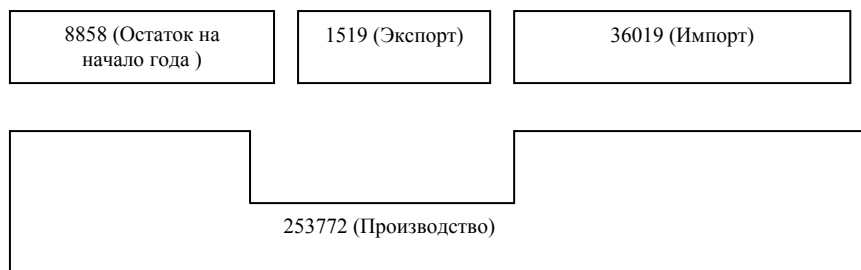 8858 (Остаток на
начало года )
1519 (Экспорт)
36019 (Импорт)
253772 (Производство)